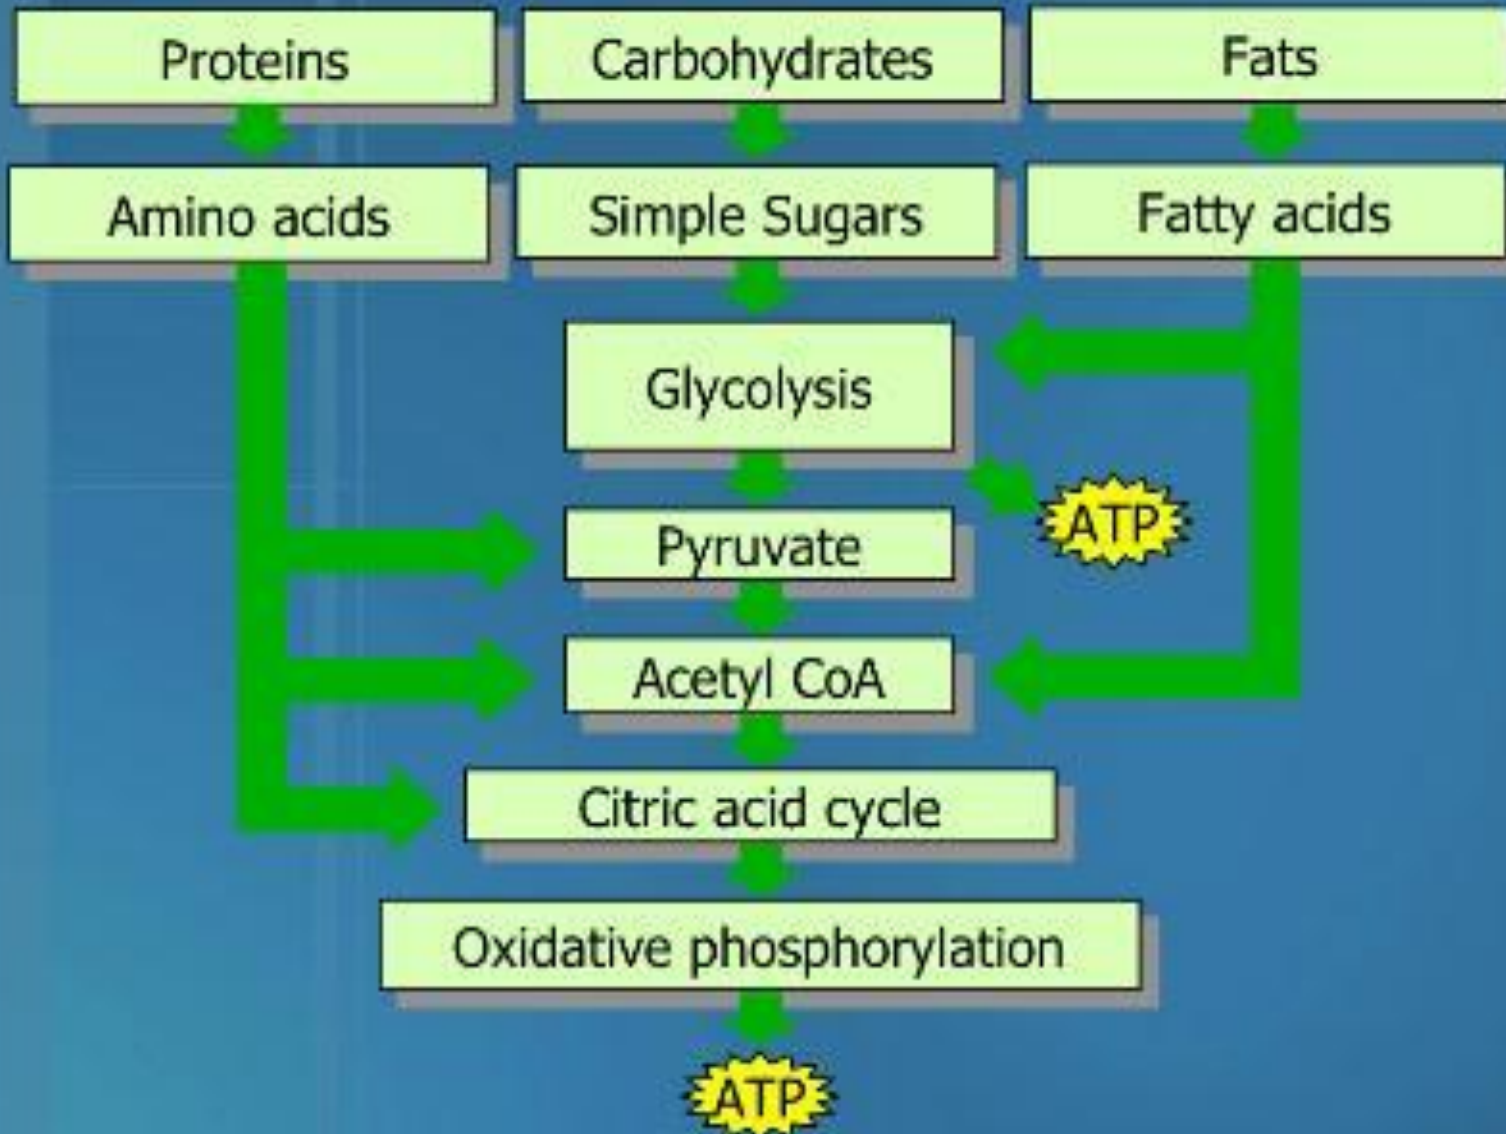 Proteins
Carbohydrates
Fats
Amino acids
Simple Sugars
Fatty acids
Glycolysis
ATP
Pyruvate
Acetyl CoA
Citric acid cycle
Oxidative phosphorylation
ATP